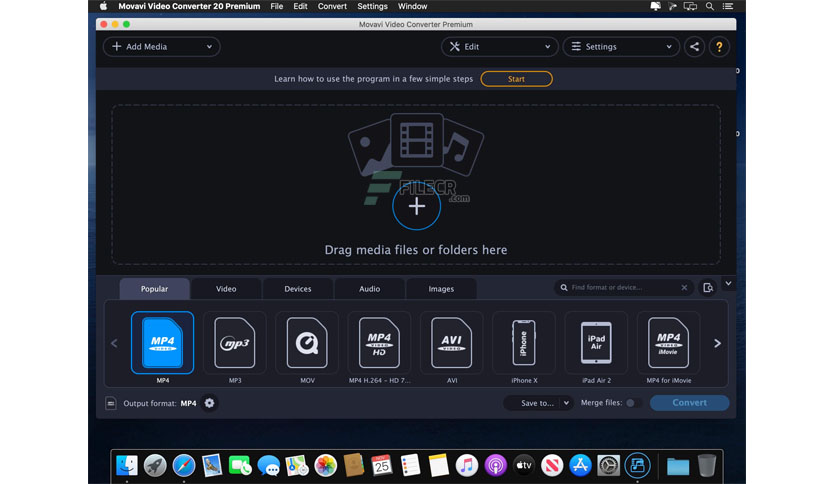 Movavi Video Converter 20 Premium File Edit Convert Settings Window
Movavi Video Converter Premium
Add Media
Edit
Settings
?
Learn how to use the program in a few simple steps
Start
FILECR
.com
Drag media files or folders here
Popular
Video
Devices
Audio
Images
Find format or device...
MP4
VIDEO
mp3
MP4
VIDEO
HD
AVI
VIDEO
iPhone
iPad
Air
MP4
VIDEO
iMovie
MP4
MP3
MOV
MP4 H.264 - HD 7...
AVI
iPhone X
iPad Air 2
MP4 for iMovie
Output format: MP4
Save to...
Merge files:
Convert
NOV
25
tv